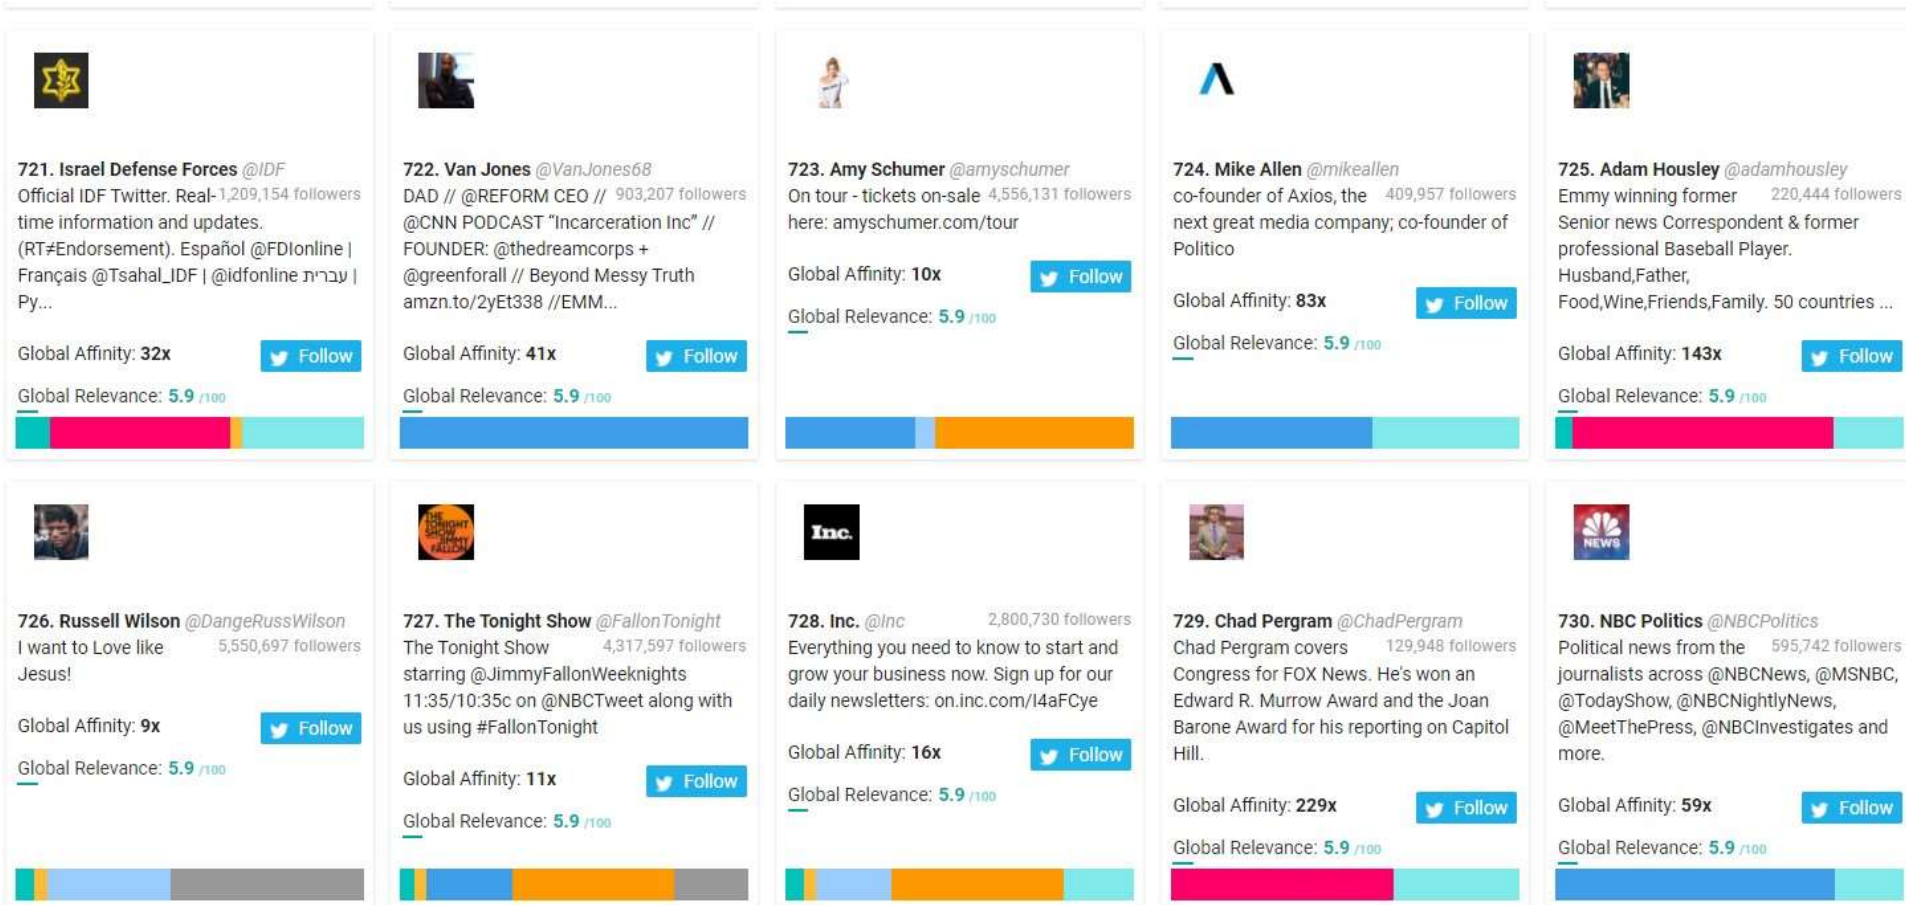 721. Israel Defense Forces @IDF
Official IDF Twitter. Real- 1,209,154 followers
time information and updates.
(RT≠Endorsement). Español @FDIonline |
Français @Tsahal_IDF | @idfonline עברית |
Py...
Global Affinity: 32x
Follow
Global Relevance: 5.9 /100
722. Van Jones @VanJones68
DAD // @REFORM CEO // 903,207 followers
@CNN PODCAST “Incarceration Inc” //
FOUNDER: @thedreamcorps +
@greenforall // Beyond Messy Truth
amzn.to/2yEt338 //EMM...
Global Affinity: 41x
Follow
Global Relevance: 5.9 /100
723. Amy Schumer @amyschumer
On tour - tickets on-sale 4,556,131 followers
here: amyschumer.com/tour
Global Affinity: 10x
Follow
Global Relevance: 5.9 /100
724. Mike Allen @mikeallen
co-founder of Axios, the 409,957 followers
next great media company; co-founder of
Politico
Global Affinity: 83x
Follow
Global Relevance: 5.9 /100
725. Adam Housley @adamhousley
Emmy winning former 220,444 followers
Senior news Correspondent & former
professional Baseball Player.
Husband,Father,
Food,Wine,Friends,Family. 50 countries ...
Global Affinity: 143x
Follow
Global Relevance: 5.9 /100
726. Russell Wilson @DangeRussWilson
I want to Love like 5,550,697 followers
Jesus!
Global Affinity: 9x
Follow
Global Relevance: 5.9 /100
THE
TONIGHT
SHOW
JIMMY
FALLON
727. The Tonight Show @FallonTonight
The Tonight Show 4,317,597 followers
starring @JimmyFallonWeeknights
11:35/10:35c on @NBCTweet along with
us using #FallonTonight
Global Affinity: 11x
Follow
Global Relevance: 5.9 /100
Inc.
728. Inc. @Inc 2,800,730 followers
Everything you need to know to start and
grow your business now. Sign up for our
daily newsletters: on.inc.com/I4aFCye
Global Affinity: 16x
Follow
Global Relevance: 5.9 /100
729. Chad Pergram @ChadPergram
Chad Pergram covers 129,948 followers
Congress for FOX News. He's won an
Edward R. Murrow Award and the Joan
Barone Award for his reporting on Capitol
Hill.
Global Affinity: 229x
Follow
Global Relevance: 5.9 /100
NEWS
730. NBC Politics @NBCPolitics
Political news from the 595,742 followers
journalists across @NBCNews, @MSNBC,
@TodayShow, @NBCNightlyNews,
@MeetThePress, @NBCInvestigates and
more.
Global Affinity: 59x
Follow
Global Relevance: 5.9 /100